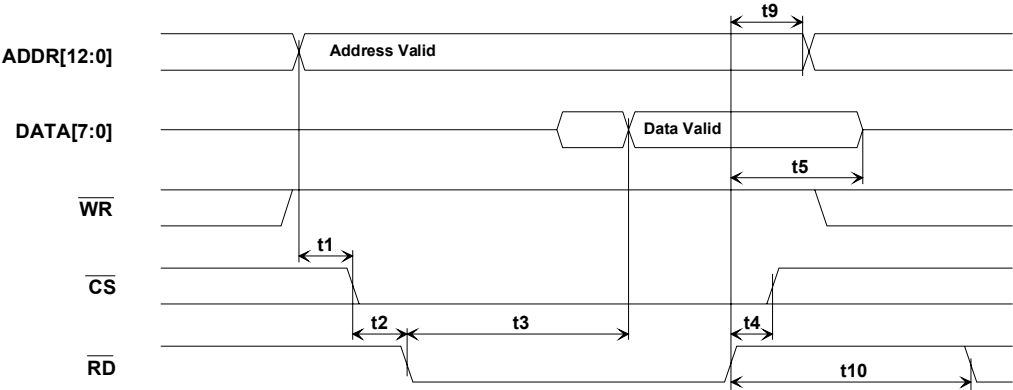 t9
ADDR[12:0]
Address Valid
DATA[7:0]
Data Valid
t5
WR
t1
CS
t2
t3
t4
RD
t10